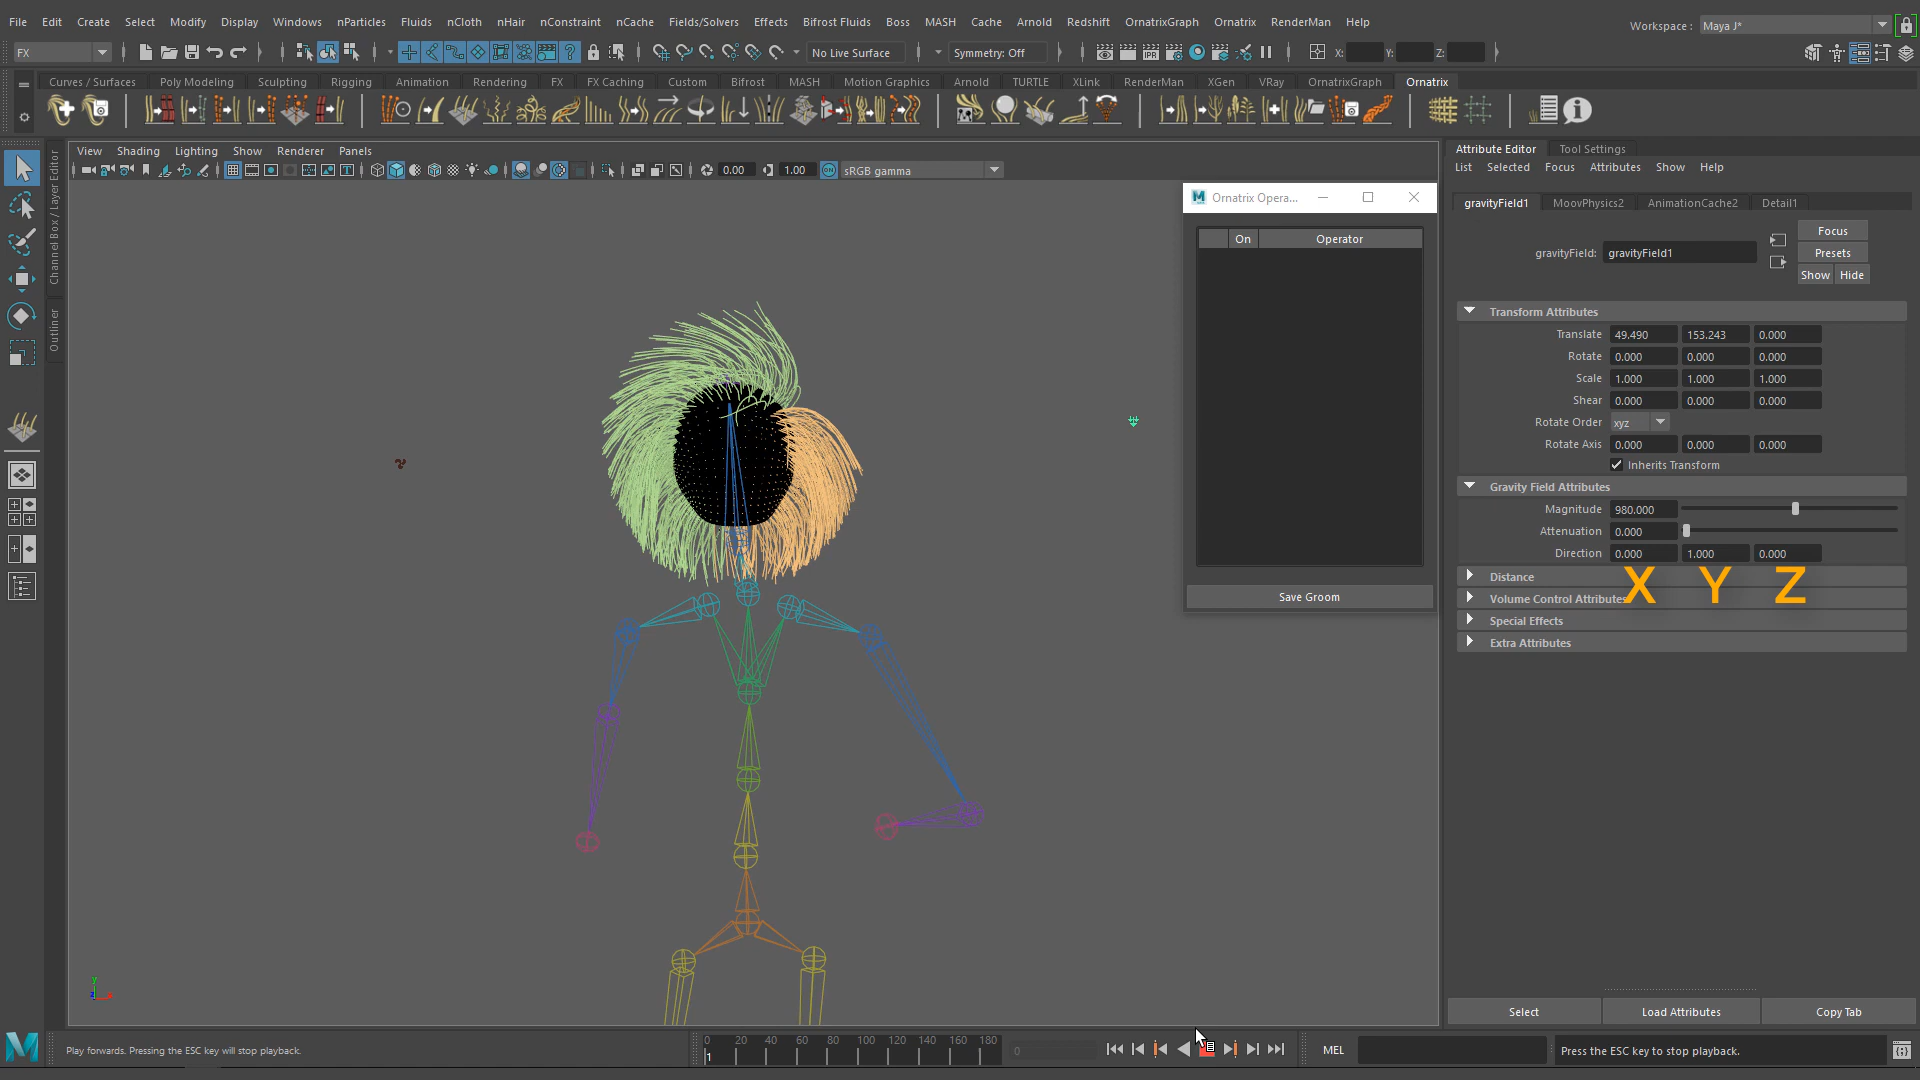 File Edit Create Select Modify Display Windows nParticles Fluids nCloth nHair nConstraint nCache Fields/Solvers Effects Bifrost Fluids Boss MASH Cache Arnold Redshift OrnatrixGraph Ornatrix RenderMan Help
Workspace : Maya J*
FX No Live Surface Symmetry: Off X: Y: Z:
Curves / Surfaces Poly Modeling Sculpting Rigging Animation Rendering FX FX Caching Custom Bifrost MASH Motion Graphics Arnold TURTLE XLink RenderMan XGen VRay OrnatrixGraph Ornatrix
IPR
View Shading Lighting Show Renderer Panels
0.00 1.00 ON sRGB gamma
Channel Box / Layer Editor
Outliner
Ornatrix Opera...
On Operator
Save Groom
Attribute Editor Tool Settings
List Selected Focus Attributes Show Help
gravityField1 MoovPhysics2 AnimationCache2 Detail1
gravityField: gravityField1
Focus
Presets
Show Hide
Transform Attributes
Translate 49.490 153.243 0.000
Rotate 0.000 0.000 0.000
Scale 1.000 1.000 1.000
Shear 0.000 0.000 0.000
Rotate Order xyz
Rotate Axis 0.000 0.000 0.000
Inherits Transform
Gravity Field Attributes
Magnitude 980.000
Attenuation 0.000
Direction 0.000 1.000 0.000
X Y Z
Distance
Volume Control Attributes
Special Effects
Extra Attributes
Select Load Attributes Copy Tab
y
z
Play forwards. Pressing the ESC key will stop playback.
0 20 40 60 80 100 120 140 160 180
1
0
MEL
Press the ESC key to stop playback.